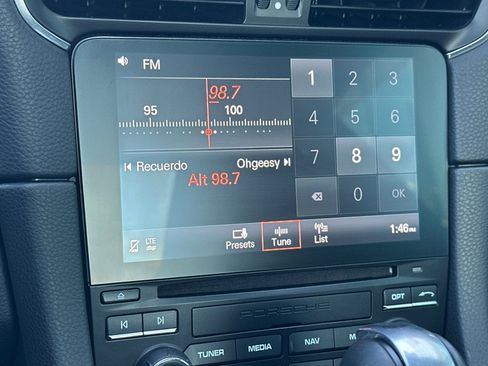 FM
98.7
95 100
Recuerdo Ohgeesy
Alt 98.7
1 2 3
4 5 6
7 8 9
0 OK
LTE Presets Tune List 1:46
PORSCHE
OPT
TUNER MEDIA NAV